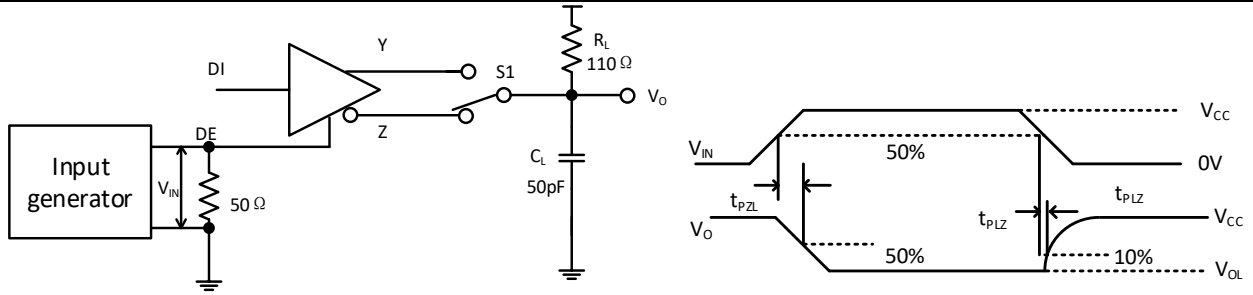 Y
R_L
110 Ω
DI
S1
V_O
Z
DE
Input
generator
V_IN
50 Ω
C_L
50pF
V_CC
V_IN
50%
0V
t_PZL
t_PLZ
t_PLZ
V_O
V_CC
50%
10%
V_OL